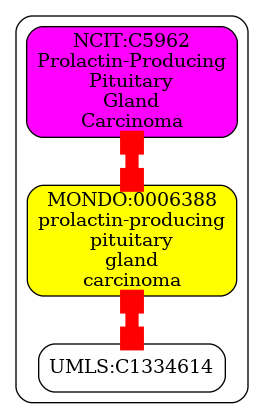 NCIT:C5962
Prolactin-Producing
Pituitary
Gland
Carcinoma
MONDO:0006388
prolactin-producing
pituitary
gland
carcinoma
UMLS:C1334614